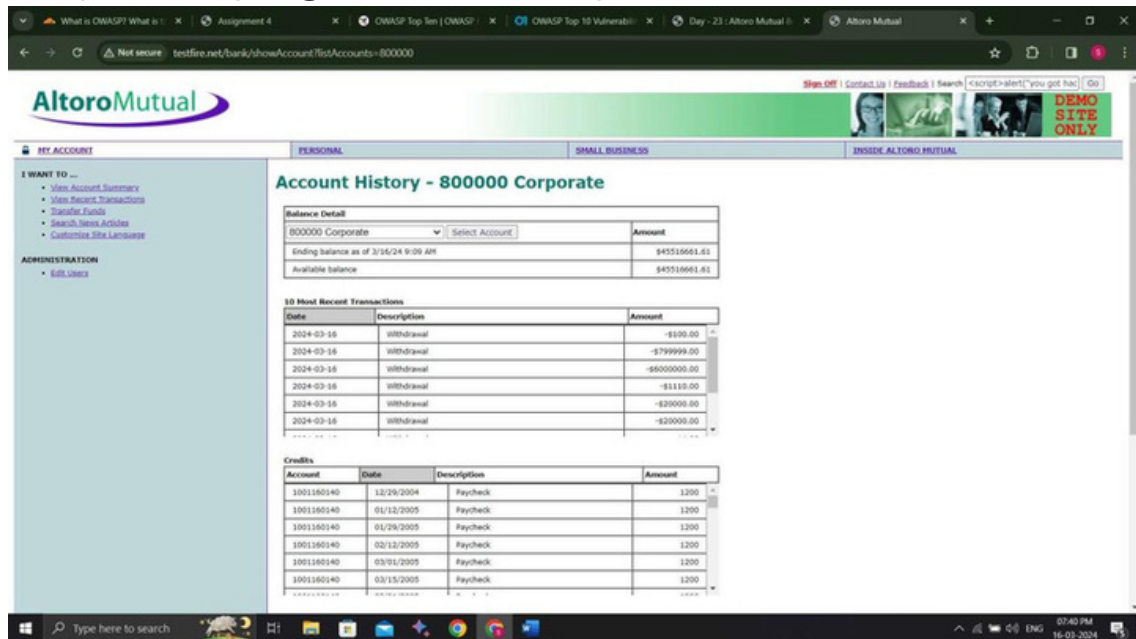 What is OWASP? What is t
Assignment 4
OWASP Top Ten | OWASP
OWASP Top 10 Vulnerabili
Day - 23 : Altoro Mutual &
Altoro Mutual
Not secure testfire.net/bank/showAccount?listAccounts=800000
Sign Off | Contact Us | Feedback | Search <script>alert("you got hac Go
AltoroMutual
DEMO
SITE
ONLY
MY ACCOUNT PERSONAL SMALL BUSINESS INSIDE ALTORO MUTUAL
I WANT TO ...
View Account Summary
View Recent Transactions
Transfer Funds
Search News Articles
Customize Site Language
ADMINISTRATION
Edit Users
Account History - 800000 Corporate
Balance Detail
800000 Corporate Select Account Amount
Ending balance as of 3/16/24 9:09 AM $45516661.61
Available balance $45516661.61
10 Most Recent Transactions
Date Description Amount
2024-03-16 Withdrawal -$100.00
2024-03-16 Withdrawal -$799999.00
2024-03-16 Withdrawal -$6000000.00
2024-03-16 Withdrawal -$1110.00
2024-03-16 Withdrawal -$20000.00
2024-03-16 Withdrawal -$20000.00
Credits
Account Date Description Amount
1001160140 12/29/2004 Paycheck 1200
1001160140 01/12/2005 Paycheck 1200
1001160140 01/29/2005 Paycheck 1200
1001160140 02/12/2005 Paycheck 1200
1001160140 03/01/2005 Paycheck 1200
1001160140 03/15/2005 Paycheck 1200
Type here to search
ENG
07:40 PM
16-03-2024